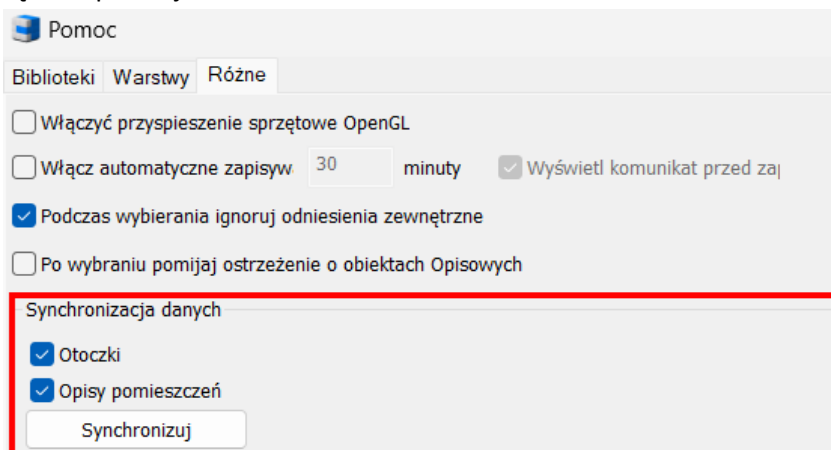 Pomoc
Biblioteki Warstwy Różne
Włączyć przyspieszenie sprzętowe OpenGL
Włącz automatyczne zapisyw 30 minuty Wyświetl komunikat przed
Podczas wybierania ignoruj odniesienia zewnętrzne
Po wybraniu pomijaj ostrzeżenie o obiektach Opisowych
Synchronizacja danych
Otoczki
Opisy pomieszczeń
Synchronizuj